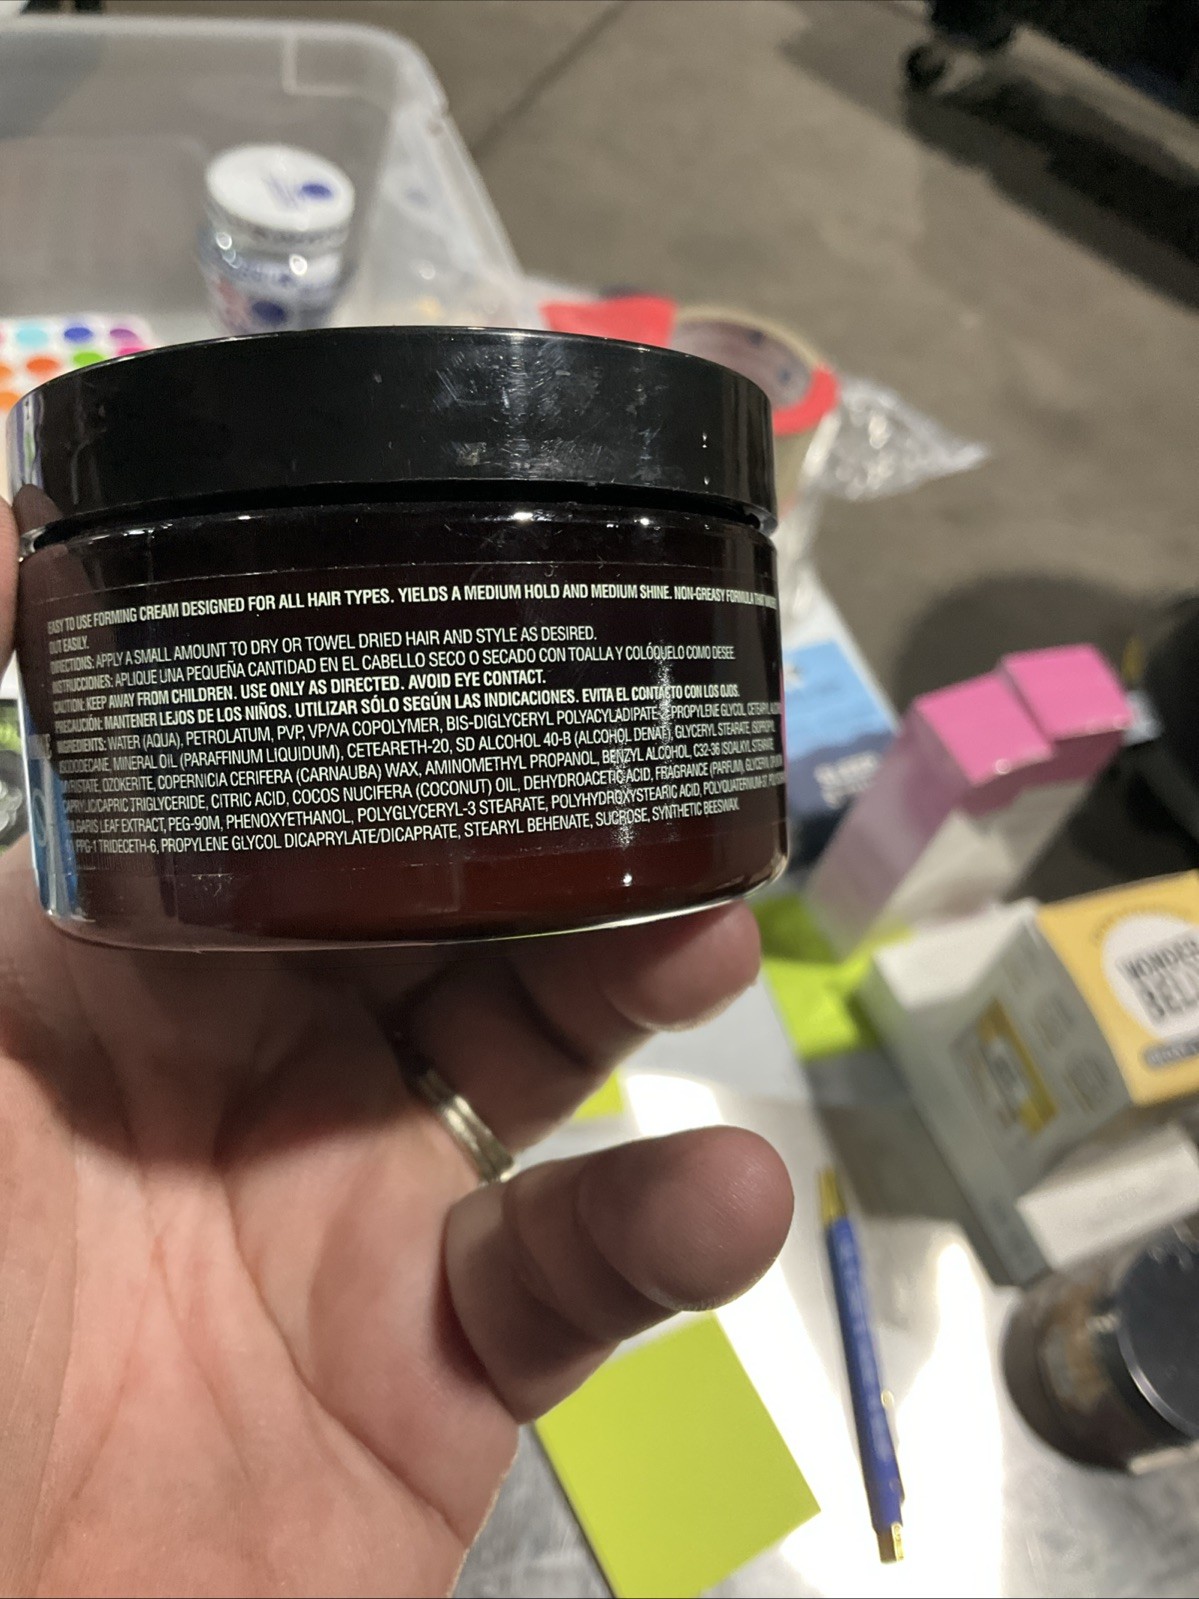 EASY TO USE FORMING CREAM DESIGNED FOR ALL HAIR TYPES. YIELDS A MEDIUM HOLD AND MEDIUM SHINE. NON-GREASY FORMULA THAT
OUT EASILY.
DIRECTIONS: APPLY A SMALL AMOUNT TO DRY OR TOWEL DRIED HAIR AND STYLE AS DESIRED.
INSTRUCCIONES: APLIQUE UNA PEQUEÑA CANTIDAD EN EL CABELLO SECO O SECADO CON TOALLA Y COLÓQUELO COMO DESEE.
CAUTION: KEEP AWAY FROM CHILDREN. USE ONLY AS DIRECTED. AVOID EYE CONTACT.
PRECAUCIÓN: MANTENER LEJOS DE LOS NIÑOS. UTILIZAR SÓLO SEGÚN LAS INDICACIONES. EVITA EL CONTACTO CON LOS OJOS.
INGREDIENTS: WATER (AQUA), PETROLATUM, PVP, VP/VA COPOLYMER, BIS-DIGLYCERYL POLYACYLADIPATE-2, PROPYLENE GLYCOL, CETEARYL
ISODODECANE, MINERAL OIL (PARAFFINUM LIQUIDUM), CETEARETH-20, SD ALCOHOL 40-B (ALCOHOL DENAT), GLYCERYL STEARATE, ISOPROPYL
MYRISTATE, OZOKERITE, COPERNICIA CERIFERA (CARNAUBA) WAX, AMINOMETHYL PROPANOL, BENZYL ALCOHOL, C32-36 ISOALKYL STEARATE,
CAPRYLIC/CAPRIC TRIGLYCERIDE, CITRIC ACID, COCOS NUCIFERA (COCONUT) OIL, DEHYDROACETIC ACID, FRAGRANCE (PARFUM), GLYCERIN,
LEAF EXTRACT, PEG-90M, PHENOXYETHANOL, POLYGLYCERYL-3 STEARATE, POLYHYDROXYSTEARIC ACID, POLYQUATERNIUM-37,
PPG-1 TRIDECETH-6, PROPYLENE GLYCOL DICAPRYLATE/DICAPRATE, STEARYL BEHENATE, SUCROSE, SYNTHETIC BEESWAX.